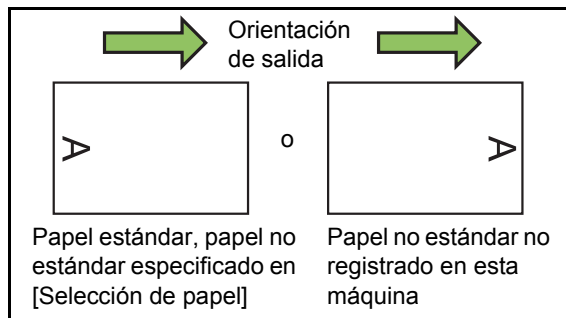 Orientación
de salida
A
o
A
Papel estándar, papel no
estándar especificado en
[Selección de papel]
Papel no estándar no
registrado en esta
máquina